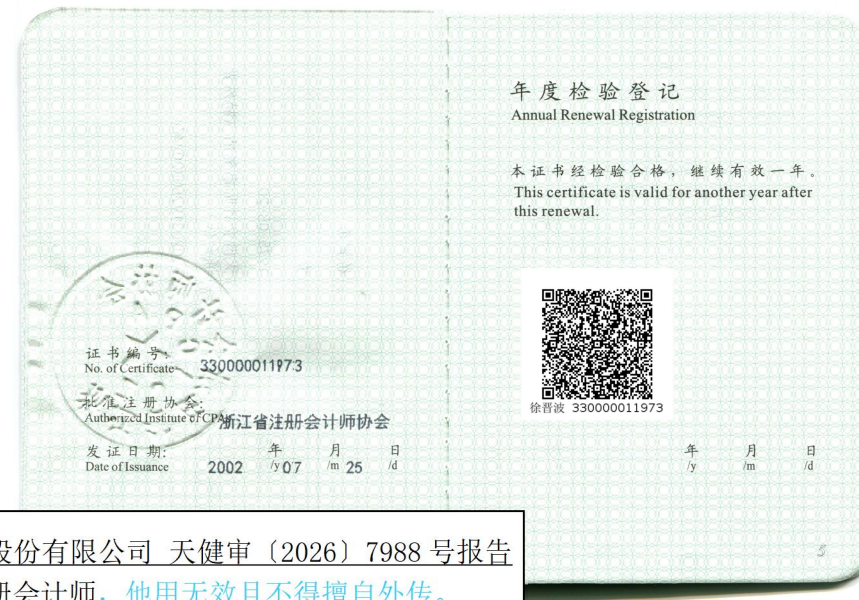 证书编号:
No. of Certificate
330000011973
批准注册协会:
Authorized Institute of CPA
浙江省注册会计师协会
发证日期: 年 月 日
Date of Issuance 2002 /y 07 /m 25 /d
年度检验登记
Annual Renewal Registration
本证书经检验合格，继续有效一年。
This certificate is valid for another year after
this renewal.
徐晋波 330000011973
年 月 日
/y /m /d
5
股份有限公司 天健审〔2026〕7988 号报告
册会计师，他用无效且不得擅自外传。